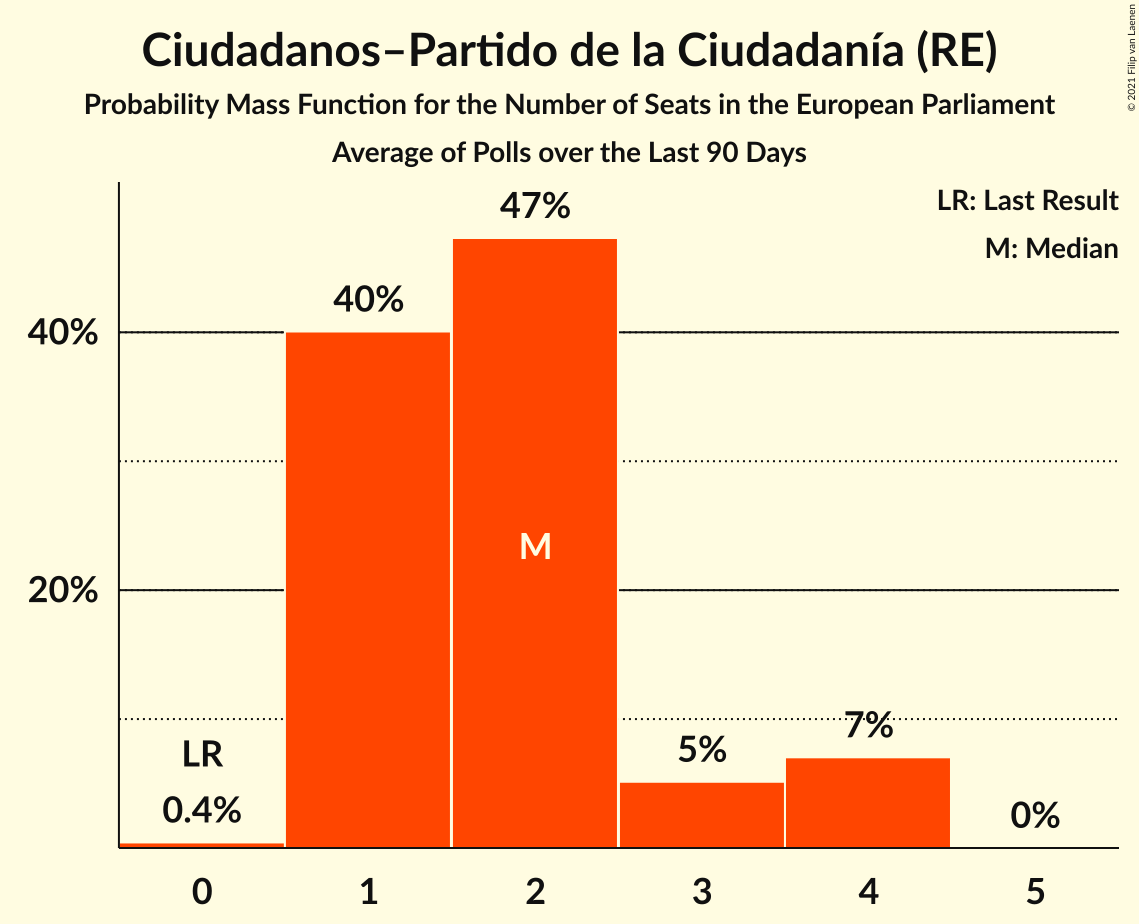 Ciudadanos–Partido de la Ciudadanía (RE)
Probability Mass Function for the Number of Seats in the European Parliament
Average of Polls over the Last 90 Days
© 2021 Filip van Laenen
LR: Last Result
M: Median
47%
40%
40%
M
20%
7%
5%
LR
0.4%
0%
0 1 2 3 4 5